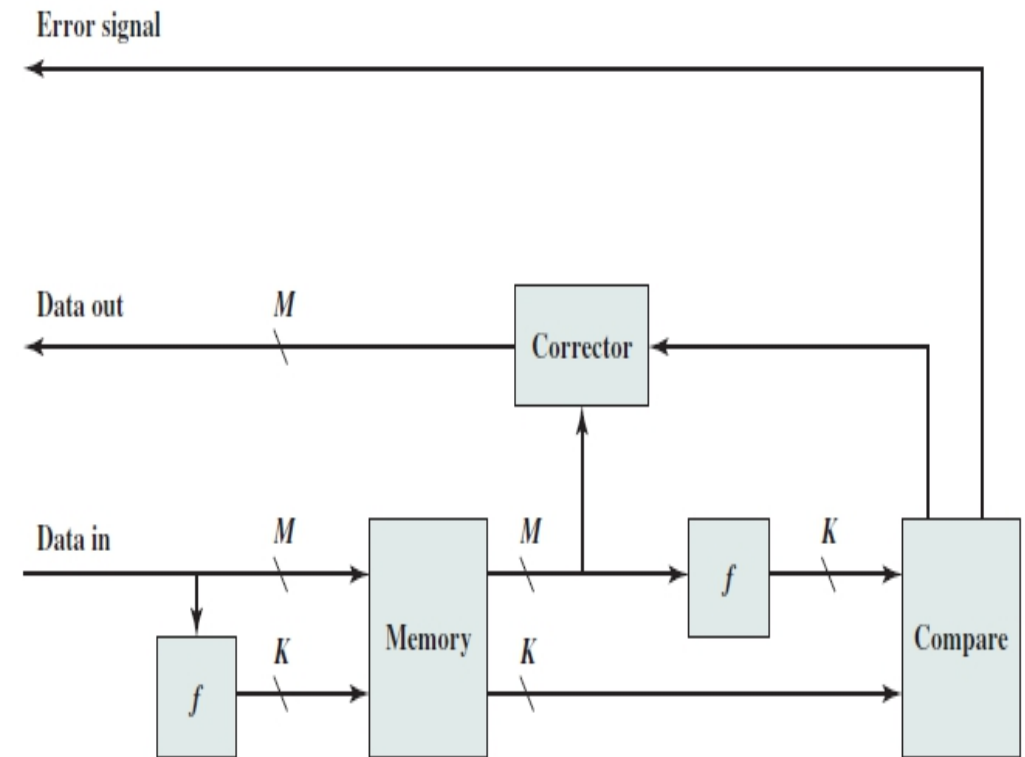 Error signal
Data out
M
Corrector
Data in
M
M
K
f
Memory
Compare
K
K
f